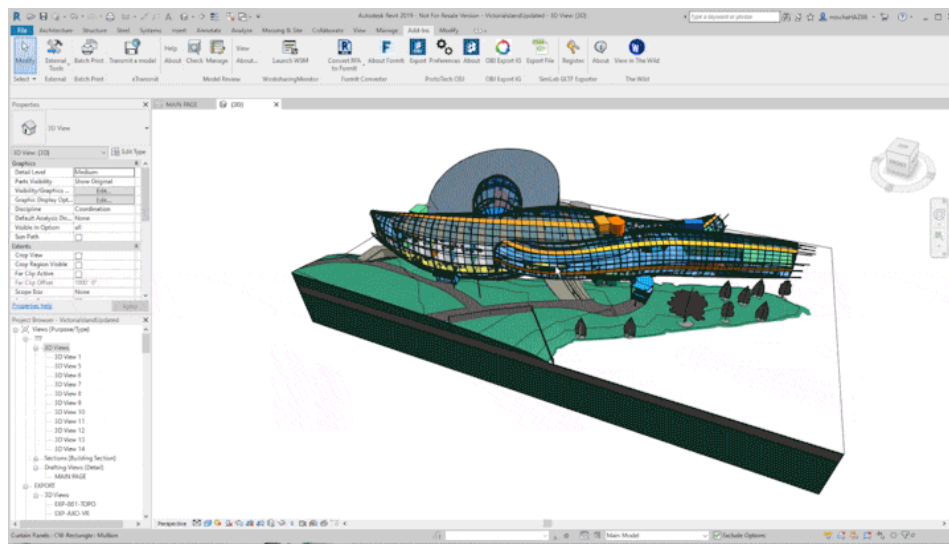 Autodesk Revit 2019 - Not For Resale Version - VictoriaIslandUpdated - 3D View: {3D}
Type a keyword or phrase
File Architecture Structure Steel Systems Insert Annotate Analyze Massing & Site Collaborate View Manage Add-Ins Modify
Modify External Tools Batch Print Transmit a model Help About Check Manage View About... Launch WSM Convert RFA to Formit About Formit Export Preferences About OBJ Export IG Export File Register About View in The Wild
Select External Batch Print eTransmit Model Review WorksharingMonitor Formit Converter OBJ Export IG SimLab GLTF Exporter The Wild
Properties
MAIN PAGE {3D}
3D View
3D View: {3D} Edit Type
Graphics
Detail Level Medium
Parts Visibility Show Original
Visibility/Graphics ... Edit...
Graphic Display Opt... Edit...
Discipline Coordination
Default Analysis Di... None
Visible In Option all
Sun Path
Extents
Crop View
Crop Region Visible
Far Clip Active
Far Clip Offset 1000' 0"
Scope Box None
Properties help Apply
Project Browser - VictoriaIslandUpdated
Views (Purpose/Type)
???
3D Views
3D View 1
3D View 5
3D View 6
3D View 7
3D View 8
3D View 9
3D View 10
3D View 11
3D View 12
3D View 13
3D View 14
Sections (Building Section)
Drafting Views (Detail)
MAIN PAGE
EXPORT
3D Views
EXP-001-TOPO
EXP-AXO-VR
Perspective
Curtain Panels : CW Rectangle : Mullion
Main Model
Exclude Options